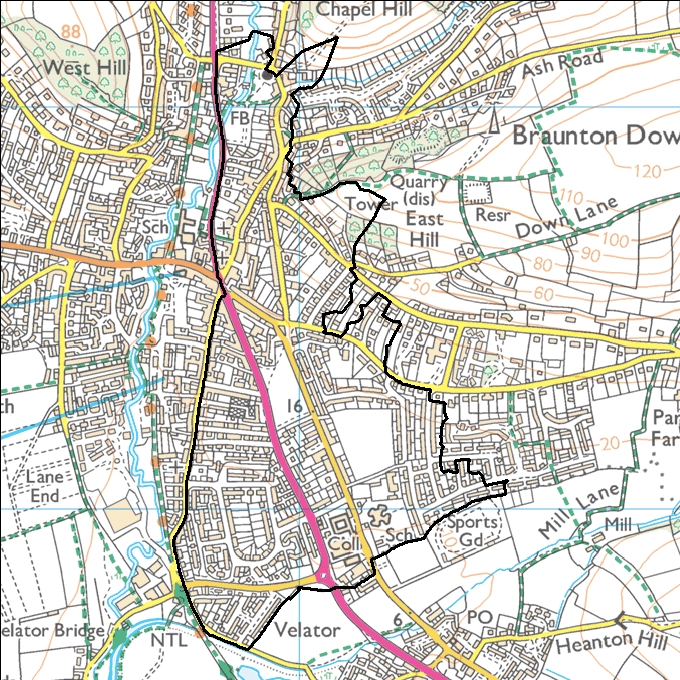 Chapel Hill
88
West Hill
Ash Road
FB
Braunton Dow
120
Quarry
(dis)
110
Tower
East
Hill
Resr
Down Lane
Sch
100
90
80
50
60
16
ch
Par
Far
20
Lane
End
Mill Lane
Mill
Sports
Gd
Sch
Coll
PO
6
elator Bridge
NTL
Velator
Heanton Hill